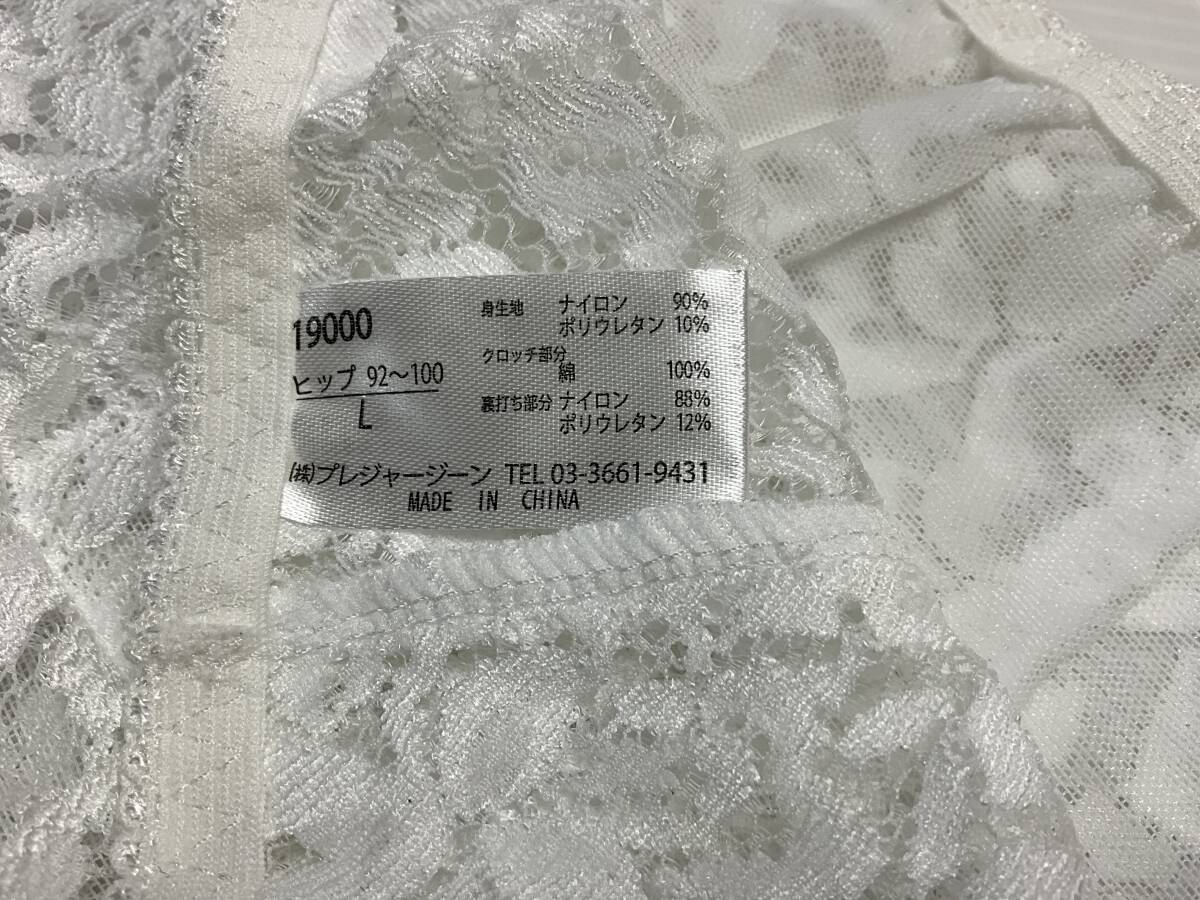 19000
ヒップ 92～100
L
身生地 ナイロン 90%
ポリウレタン 10%
クロッチ部分
綿 100%
裏打ち部分 ナイロン 88%
ポリウレタン 12%
(株)プレジャージーン TEL 03-3661-9431
MADE IN CHINA